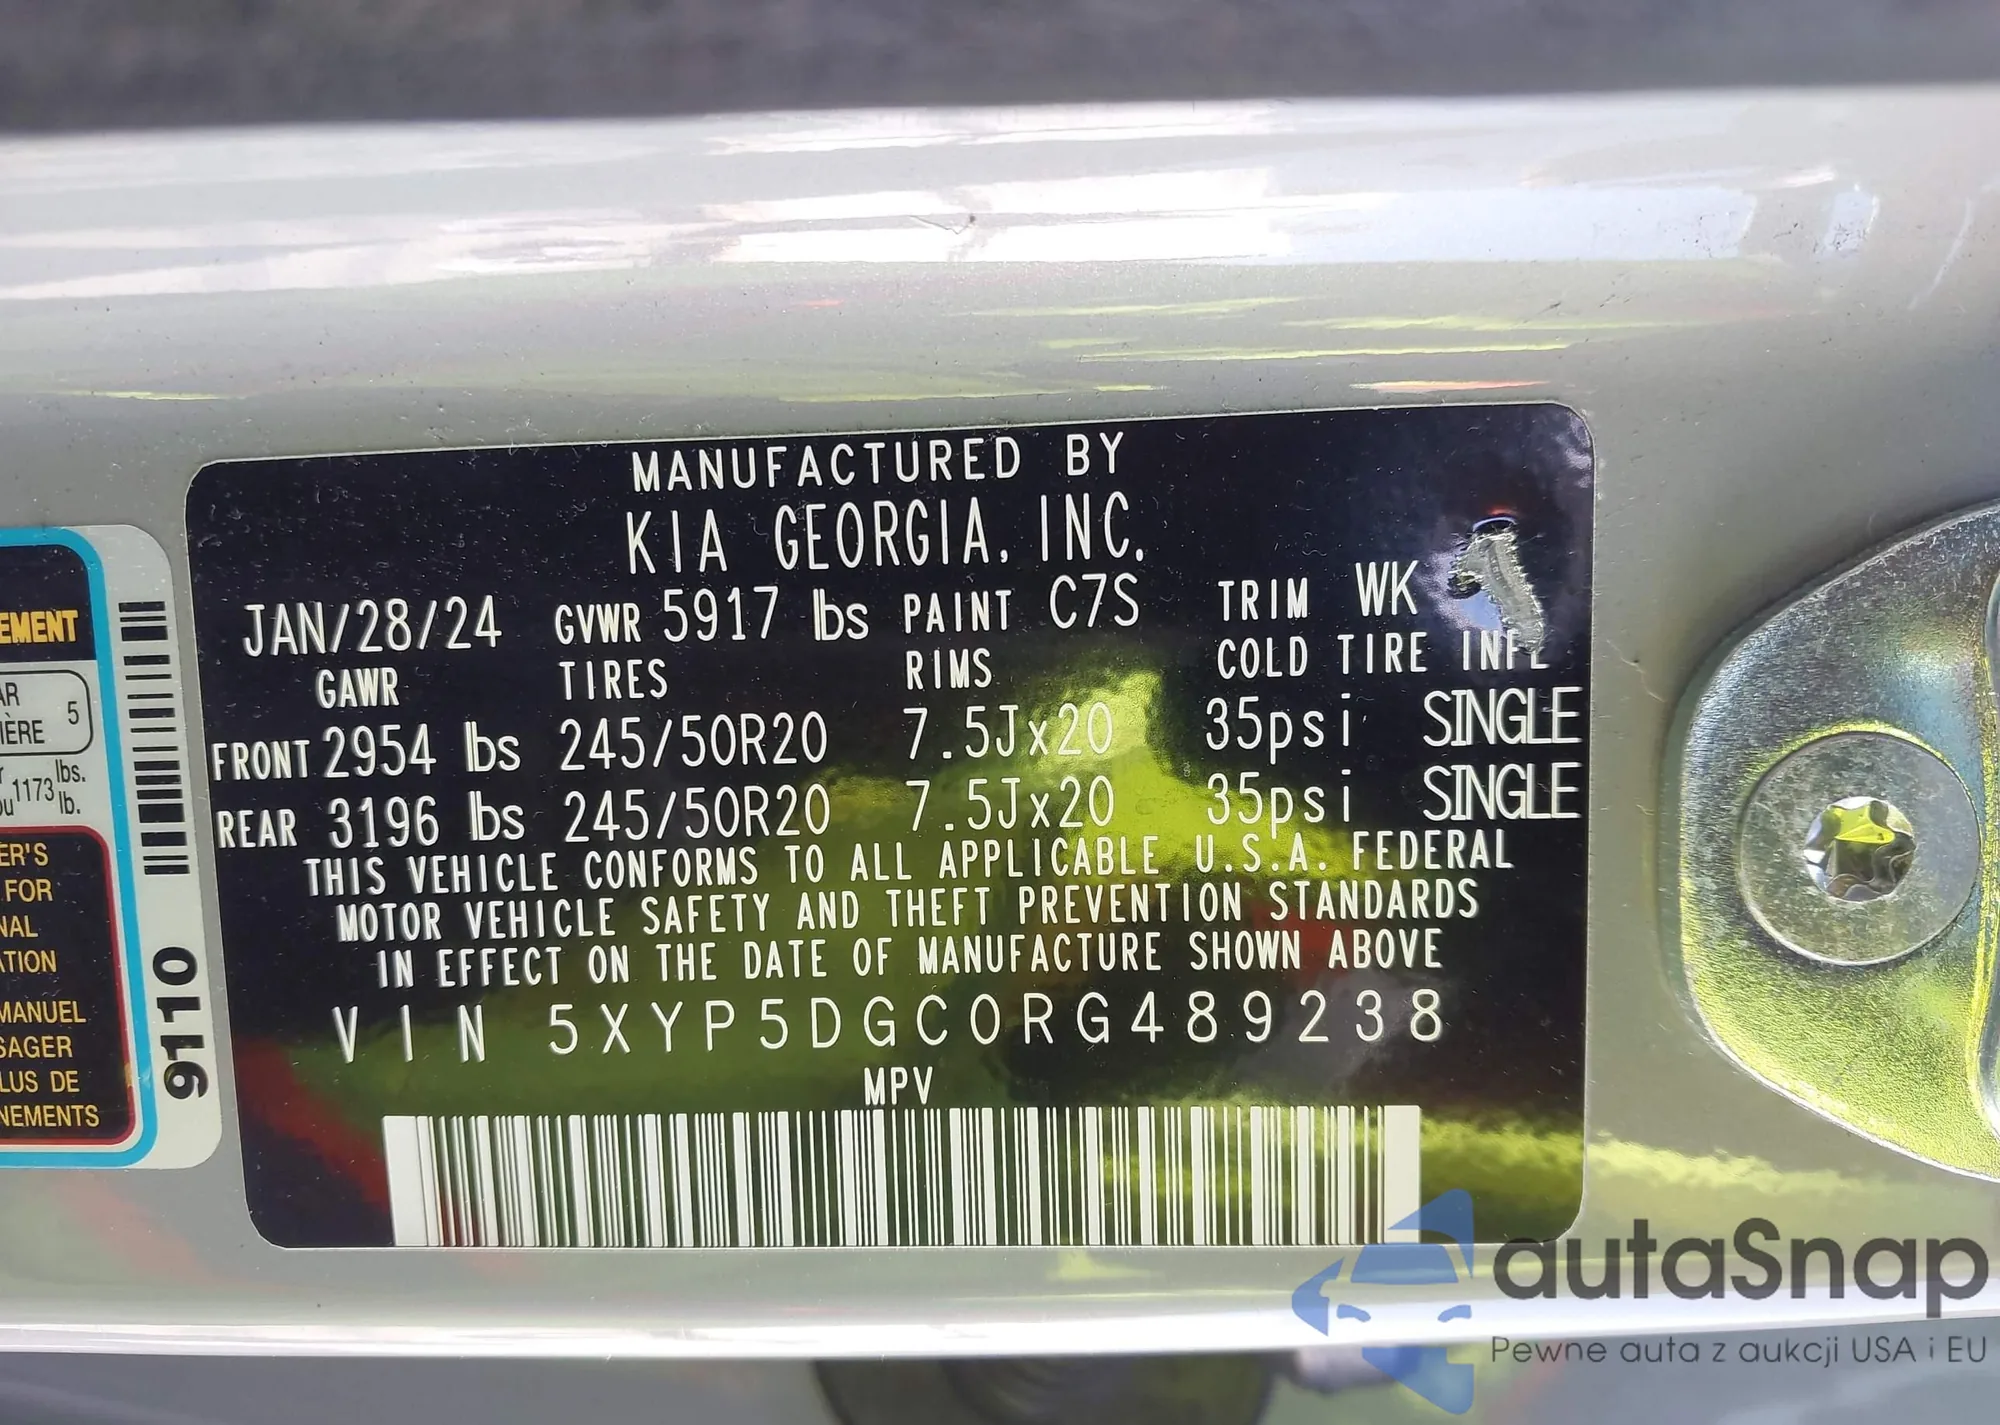 MANUFACTURED BY
KIA GEORGIA, INC.
JAN/28/24 GVWR 5917 lbs PAINT C7S TRIM WK
GAWR TIRES RIMS COLD TIRE INFL
FRONT 2954 lbs 245/50R20 7.5Jx20 35psi SINGLE
REAR 3196 lbs 245/50R20 7.5Jx20 35psi SINGLE
THIS VEHICLE CONFORMS TO ALL APPLICABLE U.S.A. FEDERAL
MOTOR VEHICLE SAFETY AND THEFT PREVENTION STANDARDS
IN EFFECT ON THE DATE OF MANUFACTURE SHOWN ABOVE
VIN 5XYP5DGC0RG489238
MPV
EMENT
AR
IÈRE 5
1173 lbs.
ou lb.
ER'S
FOR
NAL
ATION
MANUEL
SAGER
LUS DE
NEMENTS
9110
autaSnap
Pewne auta z aukcji USA i EU